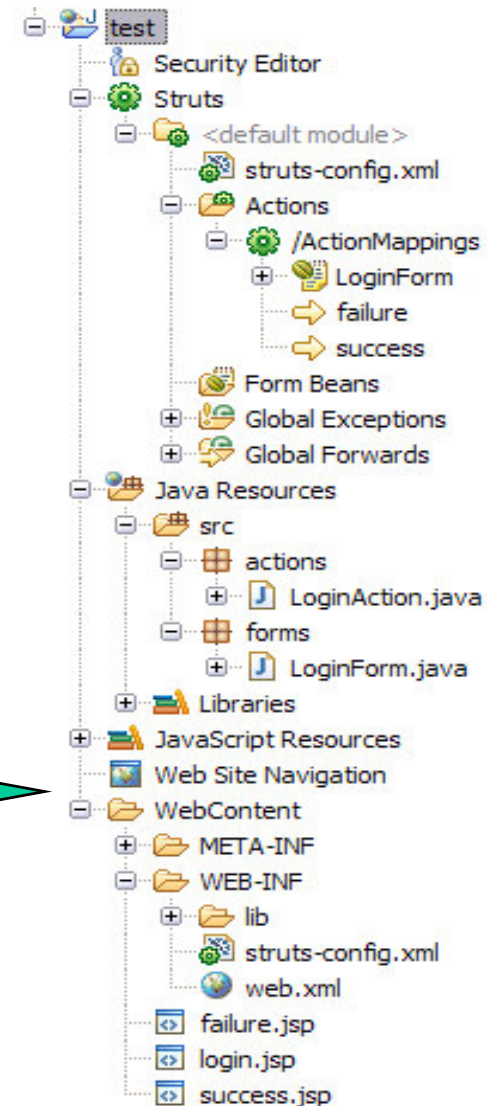 test
Security Editor
Struts
<default module>
struts-config.xml
Actions
/ActionMappings
LoginForm
failure
success
Form Beans
Global Exceptions
Global Forwards
Java Resources
src
actions
LoginAction.java
forms
LoginForm.java
Libraries
JavaScript Resources
Web Site Navigation
WebContent
META-INF
WEB-INF
lib
struts-config.xml
web.xml
failure.jsp
login.jsp
success.jsp